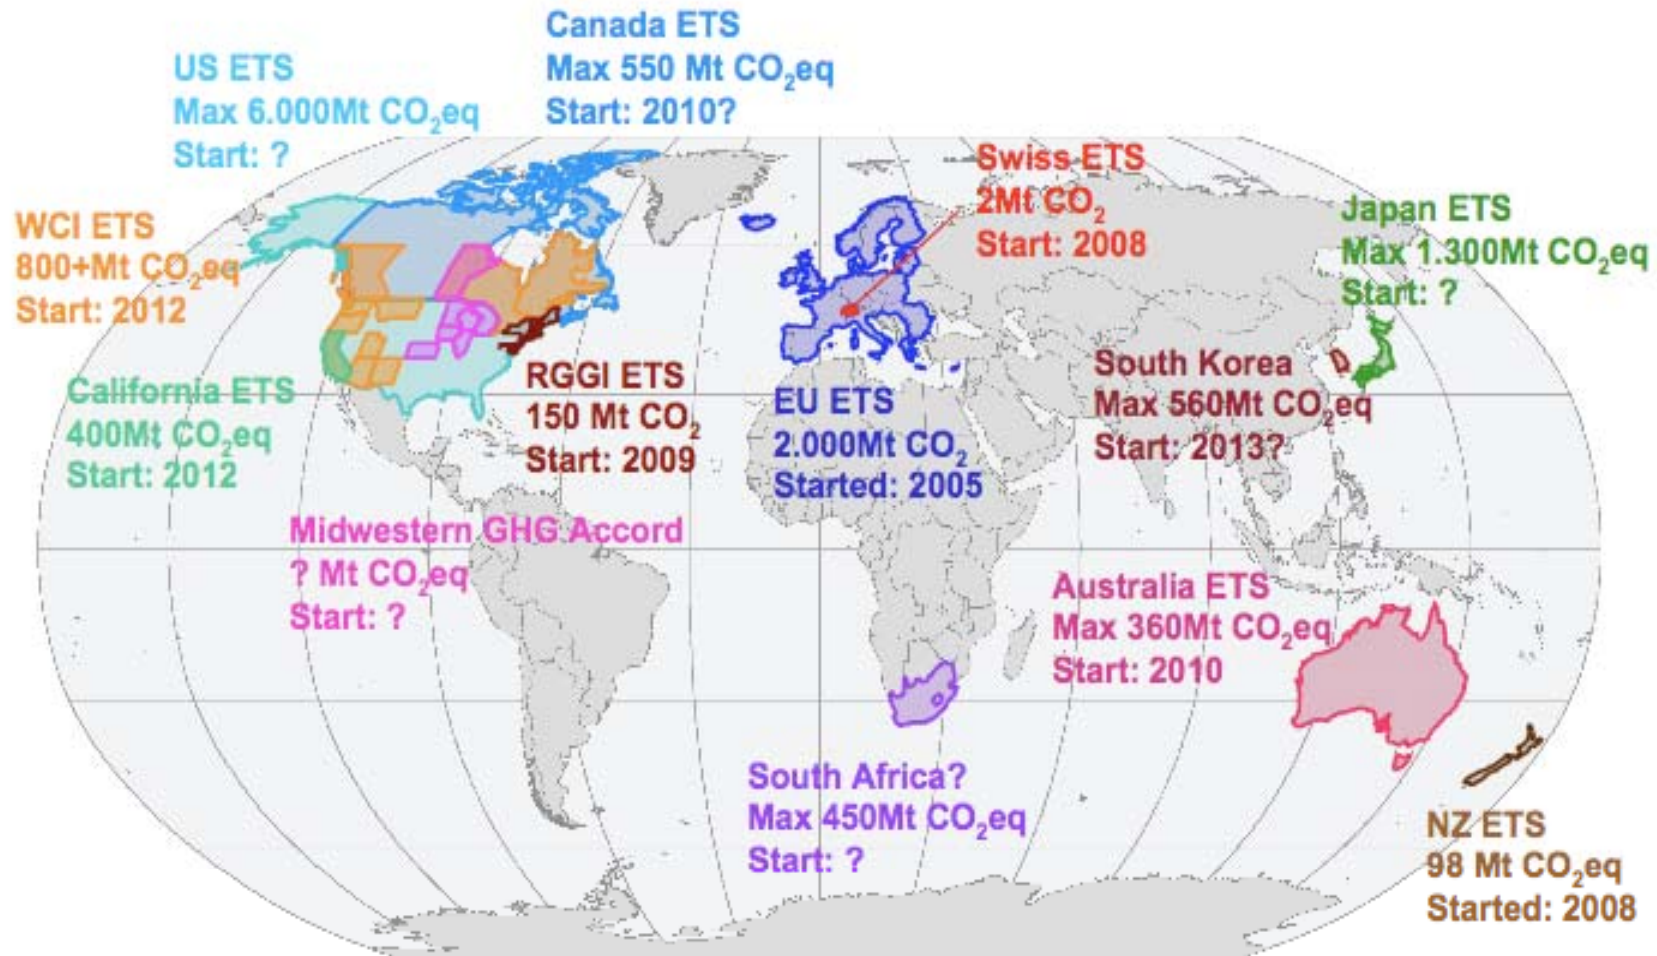 Canada ETS
Max 550 Mt CO₂eq
Start: 2010?
US ETS
Max 6.000Mt CO₂eq
Start: ?
Swiss ETS
2Mt CO₂
Start: 2008
WCI ETS
800+Mt CO₂eq
Start: 2012
Japan ETS
Max 1.300Mt CO₂eq
Start: ?
California ETS
400Mt CO₂eq
Start: 2012
RGGI ETS
150 Mt CO₂
Start: 2009
EU ETS
2.000Mt CO₂
Started: 2005
South Korea
Max 560Mt CO₂eq
Start: 2013?
Midwestern GHG Accord
? Mt CO₂eq
Start: ?
Australia ETS
Max 360Mt CO₂eq
Start: 2010
South Africa?
Max 450Mt CO₂eq
Start: ?
NZ ETS
98 Mt CO₂eq
Started: 2008